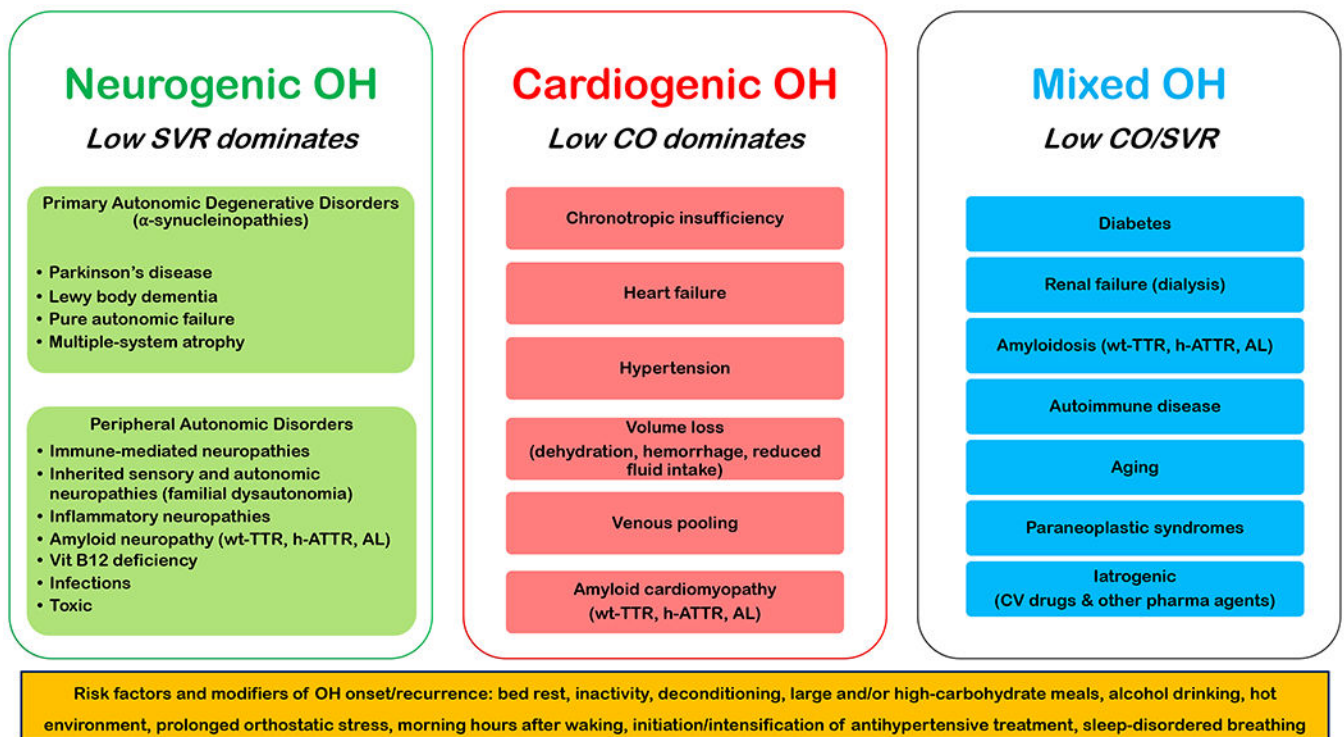 Neurogenic OH
Low SVR dominates
Primary Autonomic Degenerative Disorders
(α-synucleinopathies)
• Parkinson's disease
• Lewy body dementia
• Pure autonomic failure
• Multiple-system atrophy
Peripheral Autonomic Disorders
• Immune-mediated neuropathies
• Inherited sensory and autonomic
neuropathies (familial dysautonomia)
• Inflammatory neuropathies
• Amyloid neuropathy (wt-TTR, h-ATTR, AL)
• Vit B12 deficiency
• Infections
• Toxic
Cardiogenic OH
Low CO dominates
Chronotropic insufficiency
Heart failure
Hypertension
Volume loss
(dehydration, hemorrhage, reduced
fluid intake)
Venous pooling
Amyloid cardiomyopathy
(wt-TTR, h-ATTR, AL)
Mixed OH
Low CO/SVR
Diabetes
Renal failure (dialysis)
Amyloidosis (wt-TTR, h-ATTR, AL)
Autoimmune disease
Aging
Paraneoplastic syndromes
Iatrogenic
(CV drugs & other pharma agents)
Risk factors and modifiers of OH onset/recurrence: bed rest, inactivity, deconditioning, large and/or high-carbohydrate meals, alcohol drinking, hot
environment, prolonged orthostatic stress, morning hours after waking, initiation/intensification of antihypertensive treatment, sleep-disordered breathing